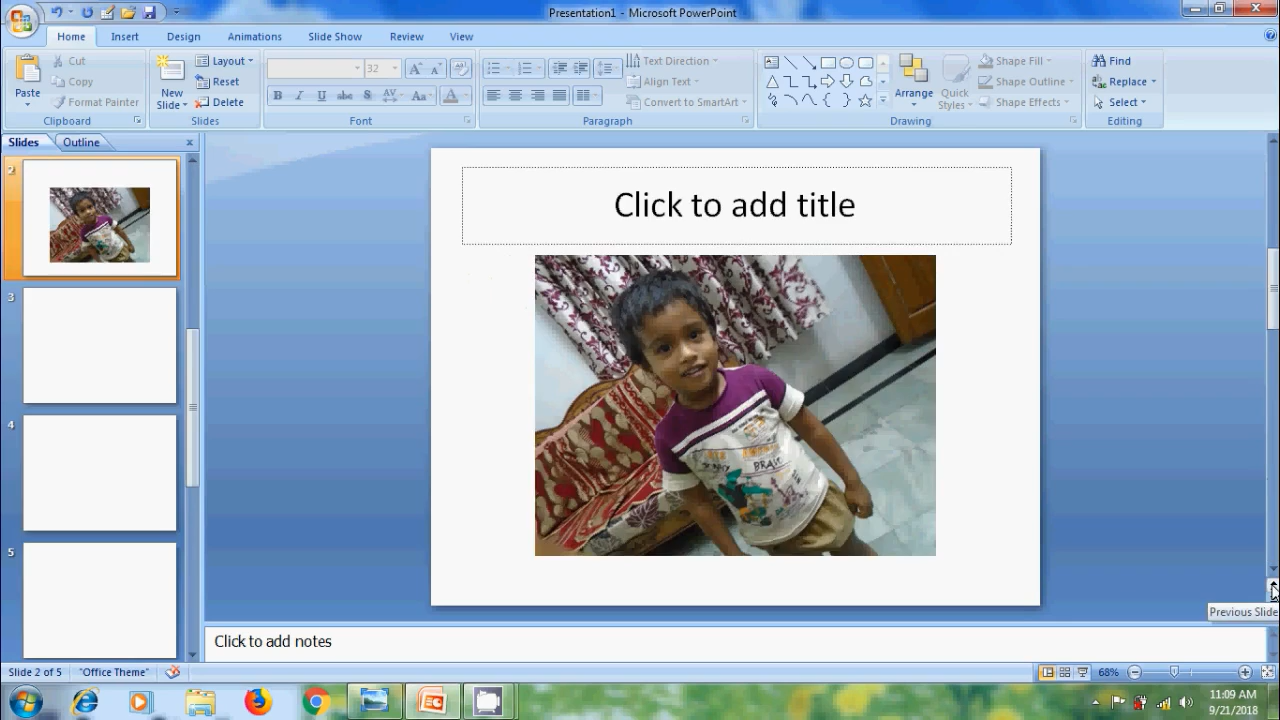 Presentation1 - Microsoft PowerPoint
Home Insert Design Animations Slide Show Review View
Paste
Cut
Copy
Format Painter
Clipboard
New Slide
Layout
Reset
Delete
Slides
32
B I U abc S AV Aa A
Font
Text Direction
Align Text
Convert to SmartArt
Paragraph
Arrange
Quick Styles
Shape Fill
Shape Outline
Shape Effects
Drawing
Find
Replace
Select
Editing
Slides Outline
2
3
4
5
Click to add title
BRAV
Previous Slide
Click to add notes
Slide 2 of 5 "Office Theme" 68%
11:09 AM
9/21/2018